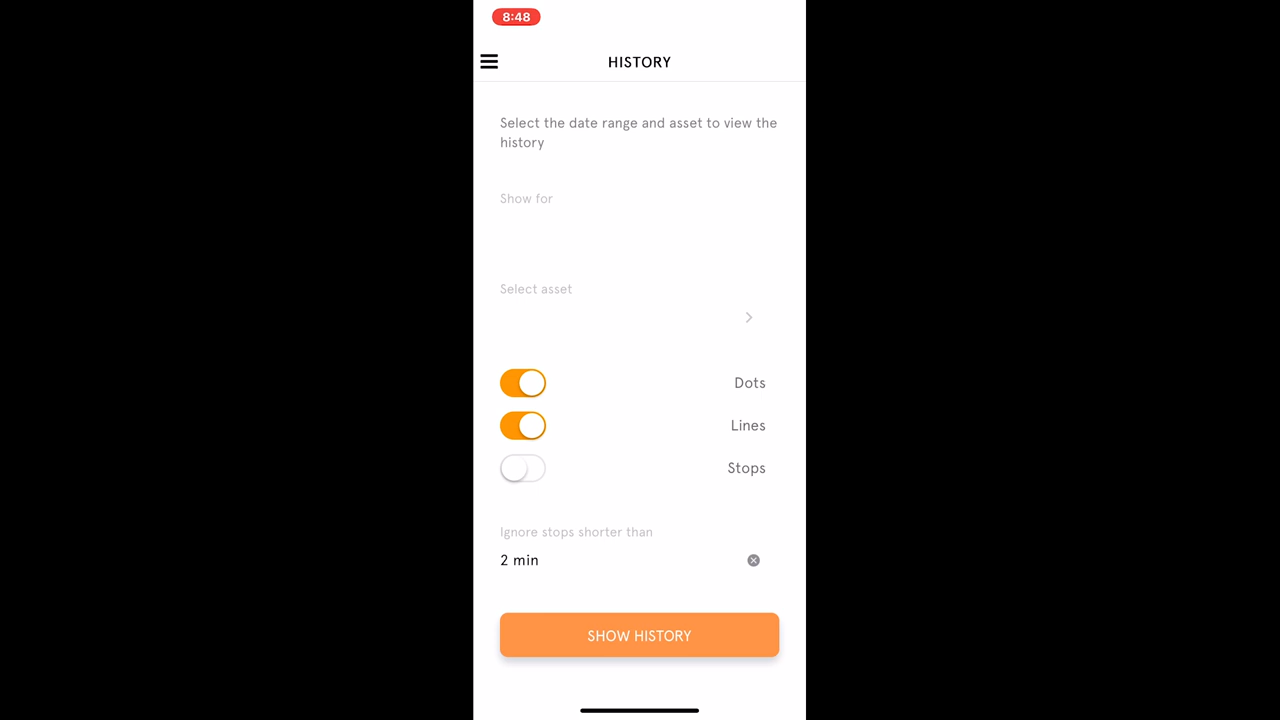 8:48
HISTORY
Select the date range and asset to view the
history
Show for
Select asset
Dots
Lines
Stops
Ignore stops shorter than
2 min
SHOW HISTORY